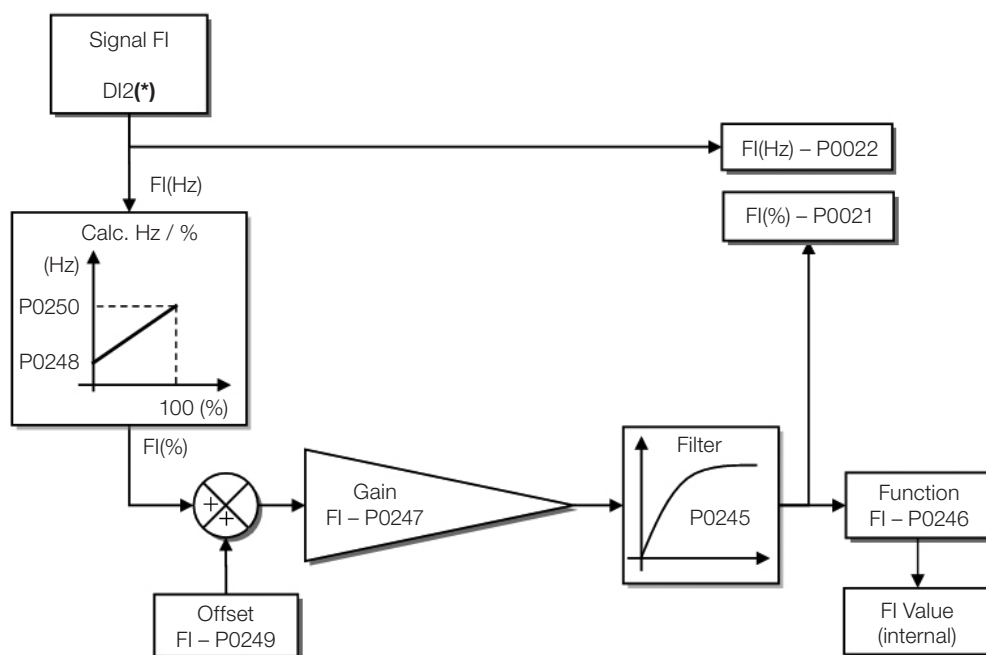 Signal FI
DI2(*)
FI(Hz) – P0022
FI(Hz)
FI(%) – P0021
Calc. Hz / %
(Hz)
P0250
P0248
100 (%)
FI(%)
Filter
Gain
FI – P0247
P0245
Function
FI – P0246
+
+
Offset
FI – P0249
FI Value
(internal)